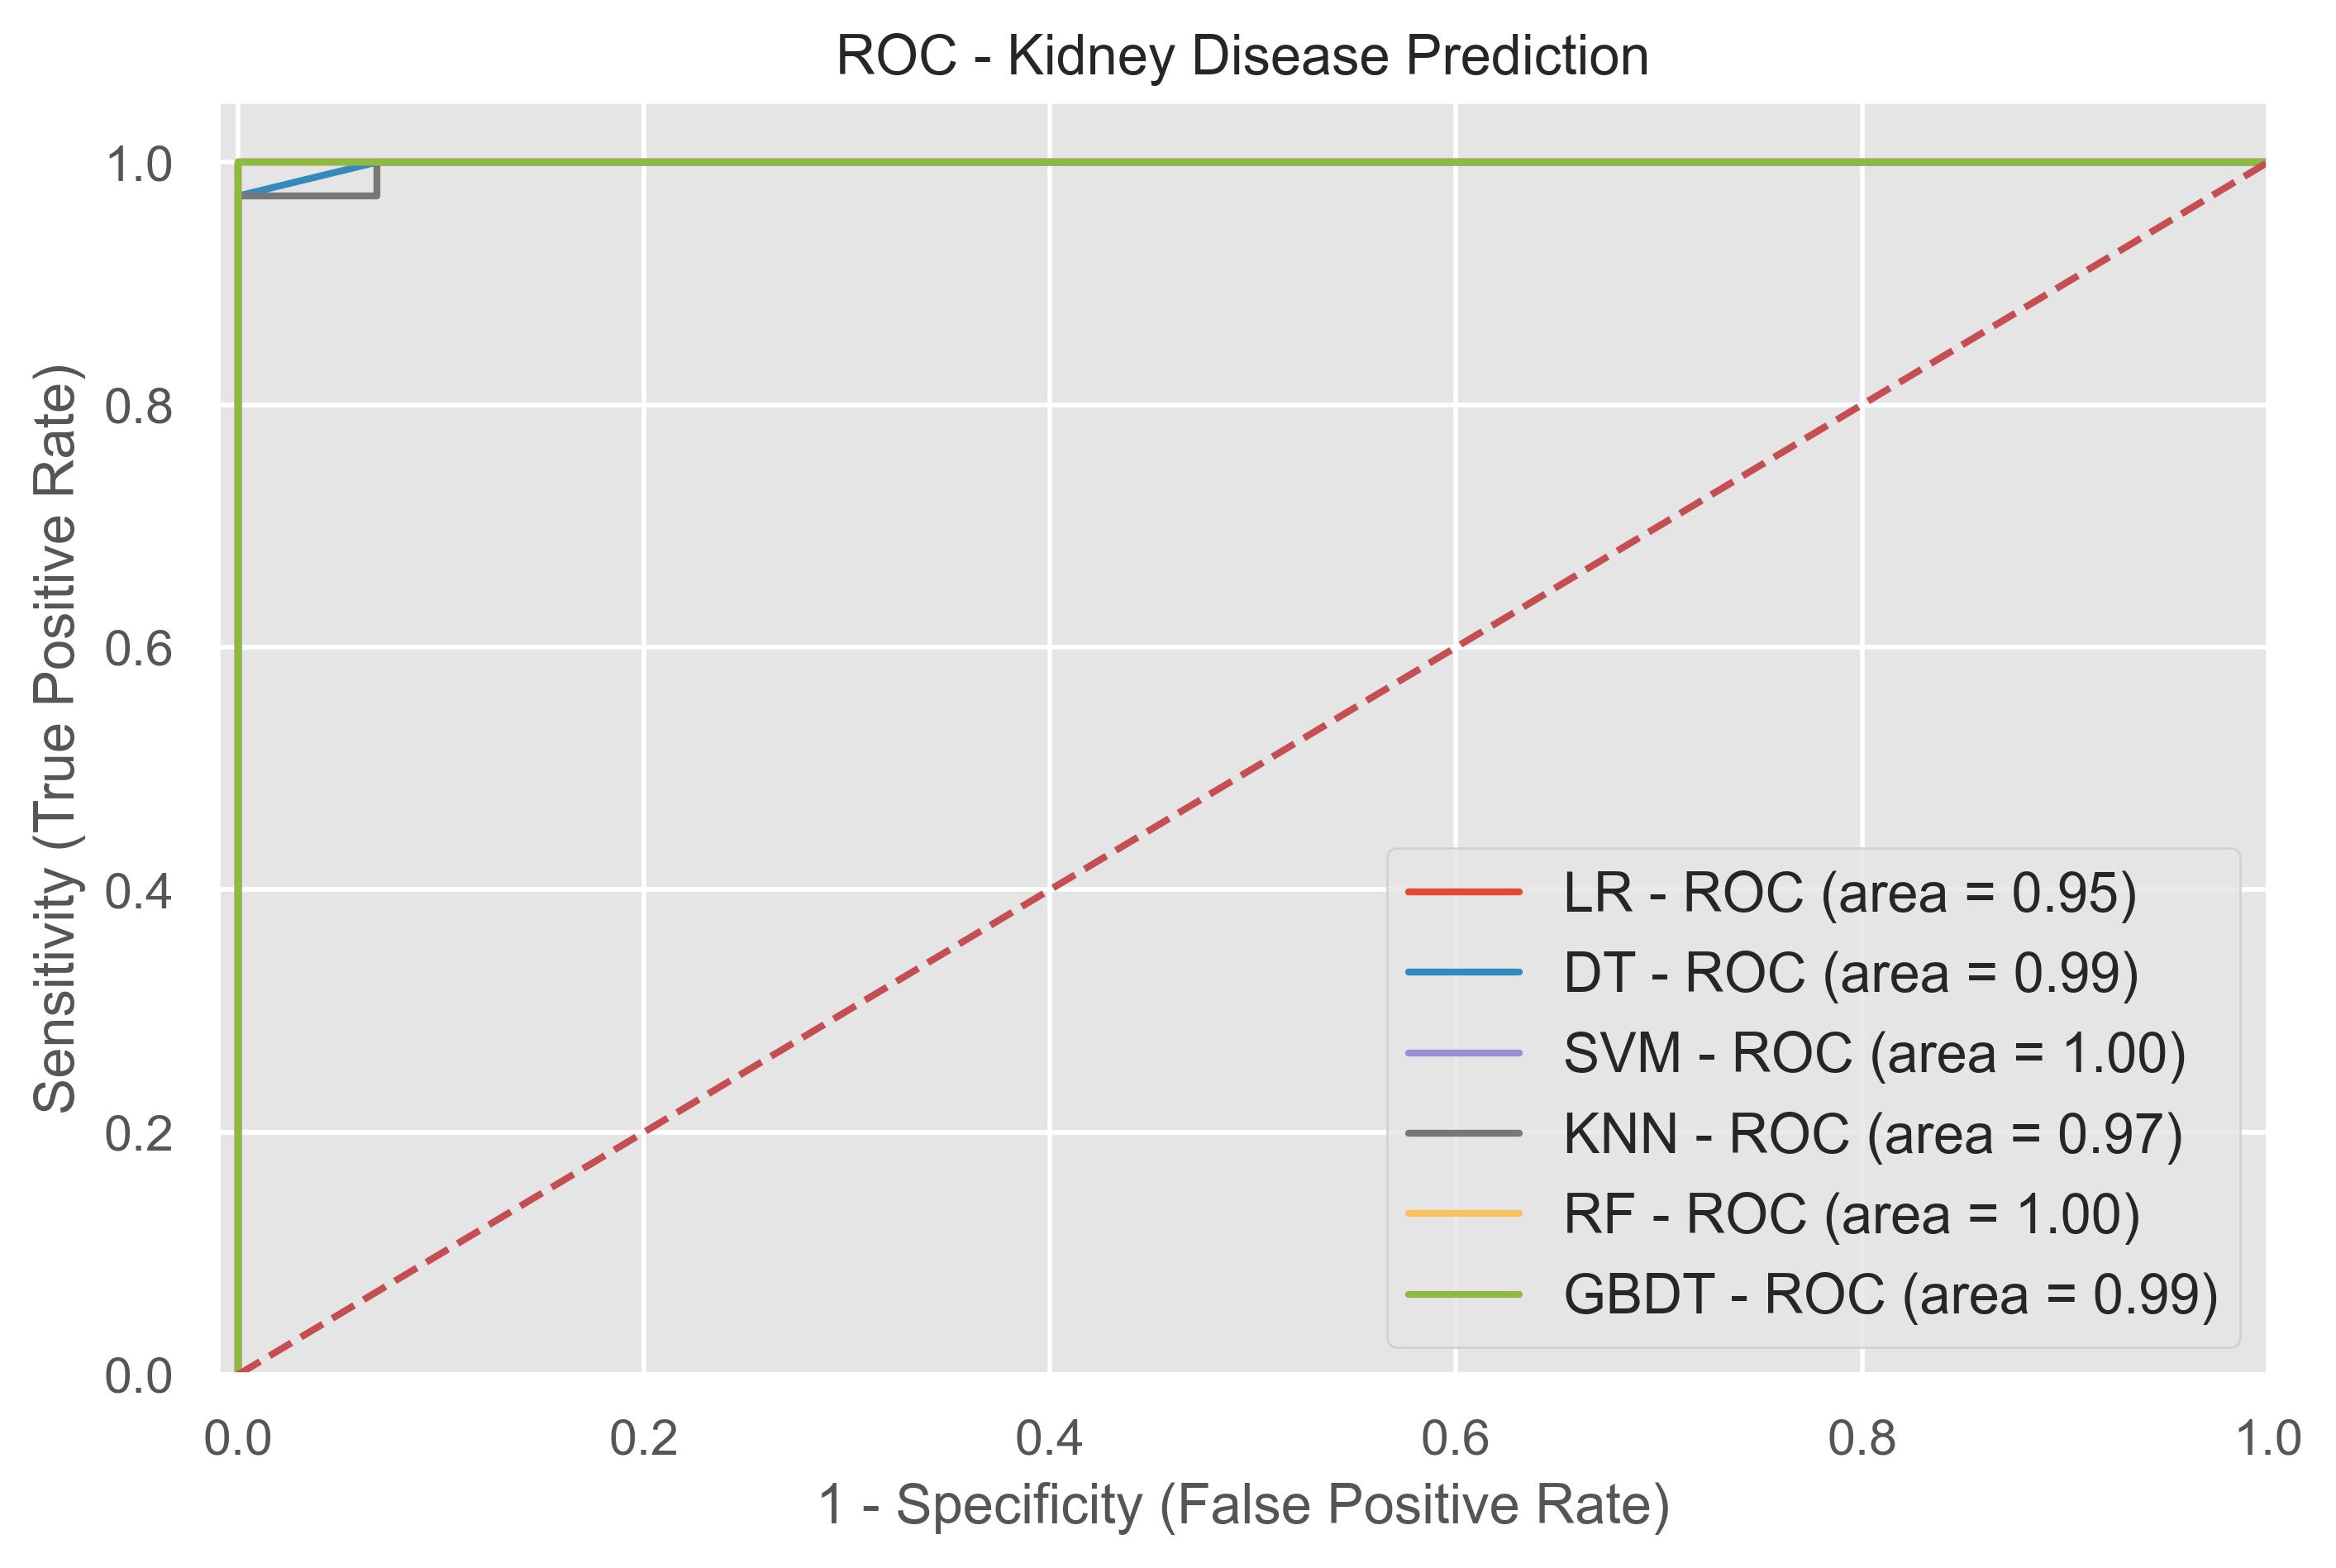 ROC - Kidney Disease Prediction
Sensitivity (True Positive Rate)
1.0
0.8
0.6
0.4
0.2
0.0
LR - ROC (area = 0.95)
DT - ROC (area = 0.99)
SVM - ROC (area = 1.00)
KNN - ROC (area = 0.97)
RF - ROC (area = 1.00)
GBDT - ROC (area = 0.99)
0.0 0.2 0.4 0.6 0.8 1.0
1 - Specificity (False Positive Rate)